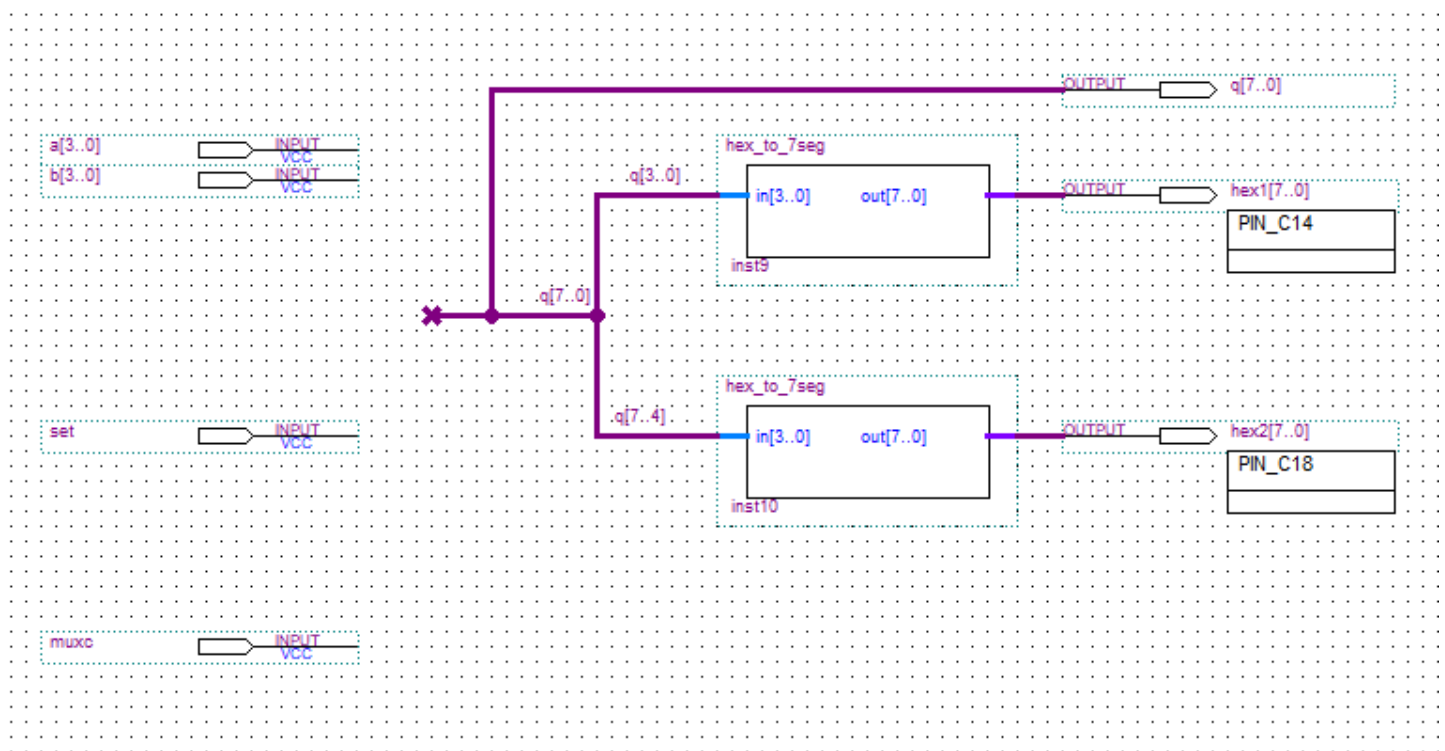 OUTPUT q[7..0]
a[3..0] INPUT
VCC
hex_to_7seg
b[3..0] INPUT
VCC
q[3..0]
in[3..0] out[7..0]
OUTPUT hex1[7..0]
PIN_C14
inst9
q[7..0]
hex_to_7seg
q[7..4]
in[3..0] out[7..0]
OUTPUT hex2[7..0]
set INPUT
VCC
PIN_C18
inst10
muxc INPUT
VCC